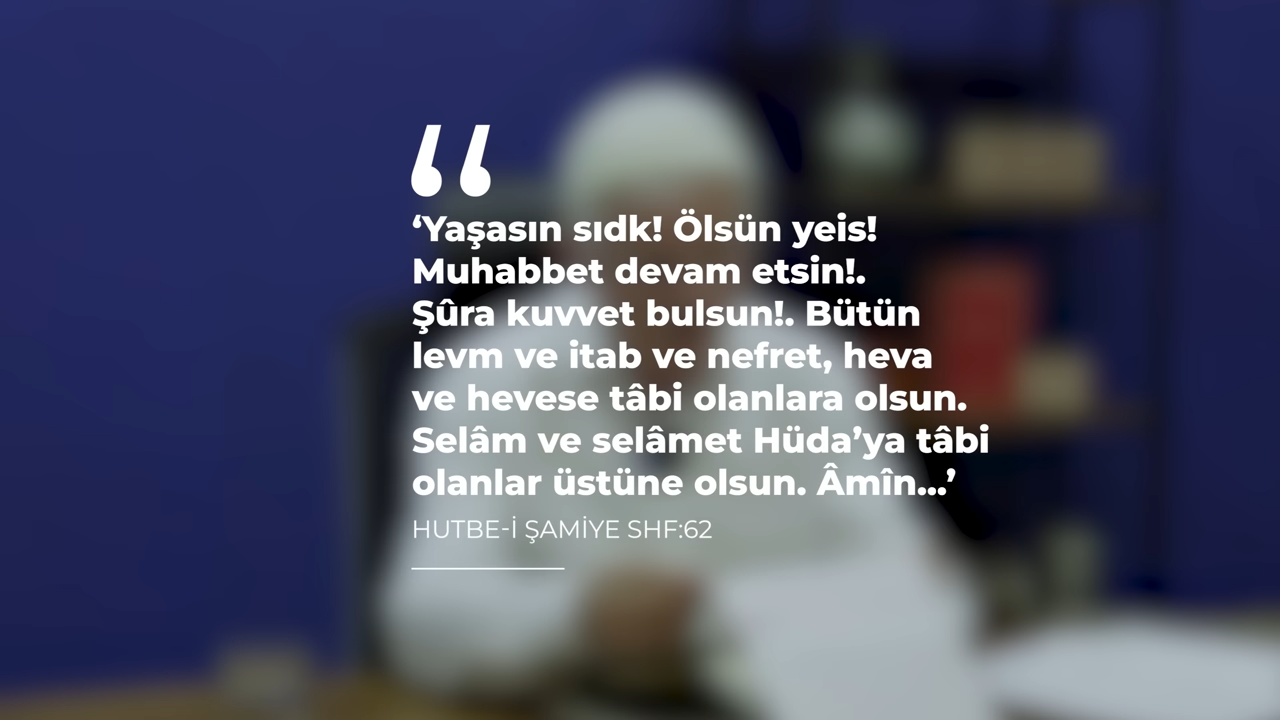 “
‘Yaşasın sıdk! Ölsün yeis!
Muhabbet devam etsin!.
Şûra kuvvet bulsun!. Bütün
levm ve itab ve nefret, heva
ve hevese tâbi olanlara olsun.
Selâm ve selâmet Hüda’ya tâbi
olanlar üstüne olsun. Âmîn...’
HUTBE-İ ŞAMİYE SHF:62